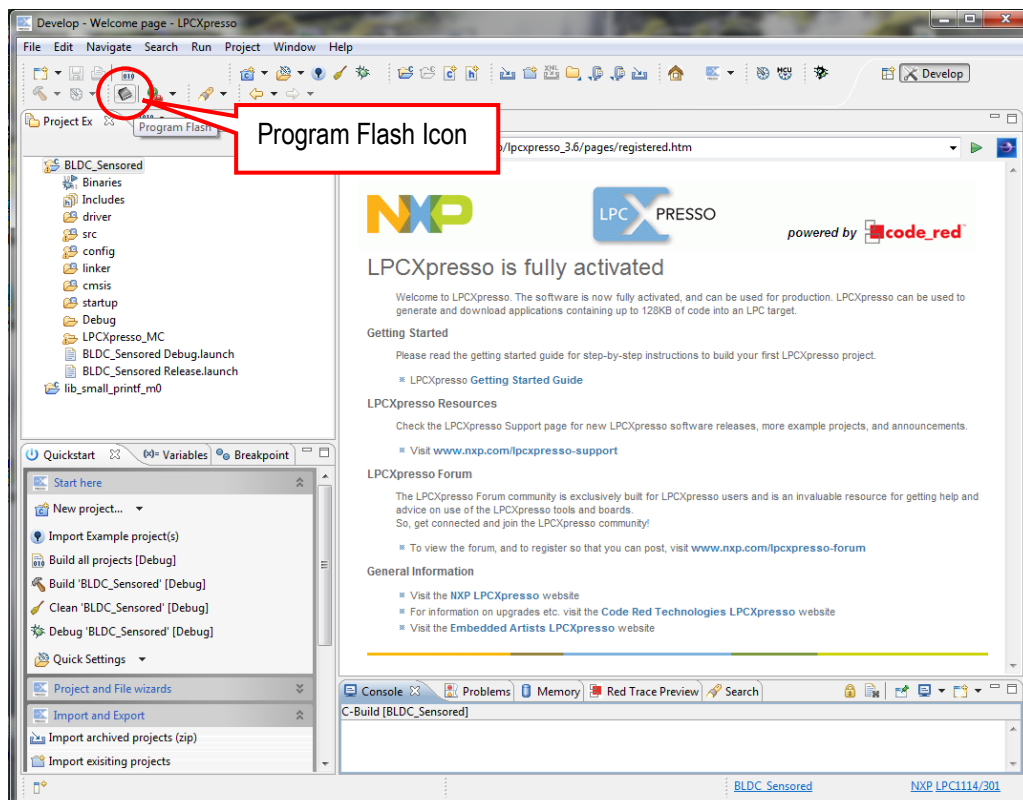 Develop - Welcome page - LPCXpresso
File Edit Navigate Search Run Project Window Help
Develop
Project Ex
Program Flash
Program Flash Icon
/lpcxpresso_3.6/pages/registered.htm
BLDC_Sensored
Binaries
Includes
driver
src
config
linker
cmsis
startup
Debug
LPCXpresso_MC
BLDC_Sensored Debug.launch
BLDC_Sensored Release.launch
lib_small_printf_m0
NXP
LPC XPRESSO
powered by code_red
LPCXpresso is fully activated
Welcome to LPCXpresso. The software is now fully activated, and can be used for production. LPCXpresso can be used to
generate and download applications containing up to 128KB of code into an LPC target.
Getting Started
Please read the getting started guide for step-by-step instructions to build your first LPCXpresso project.
LPCXpresso Getting Started Guide
LPCXpresso Resources
Check the LPCXpresso Support page for new LPCXpresso software releases, more example projects, and announcements.
Visit www.nxp.com/lpcxpresso-support
LPCXpresso Forum
The LPCXpresso Forum community is exclusively built for LPCXpresso users and is an invaluable resource for getting help and
advice on use of the LPCXpresso tools and boards.
So, get connected and join the LPCXpresso community!
To view the forum, and to register so that you can post, visit www.nxp.com/lpcxpresso-forum
General Information
Visit the NXP LPCXpresso website
For information on upgrades etc. visit the Code Red Technologies LPCXpresso website
Visit the Embedded Artists LPCXpresso website
Quickstart (x)= Variables Breakpoint
Start here
New project...
Import Example project(s)
Build all projects [Debug]
Build 'BLDC_Sensored' [Debug]
Clean 'BLDC_Sensored' [Debug]
Debug 'BLDC_Sensored' [Debug]
Quick Settings
Project and File wizards
Import and Export
Import archived projects (zip)
Import exisiting projects
Console Problems Memory Red Trace Preview Search
C-Build [BLDC_Sensored]
BLDC_Sensored NXP LPC1114/301